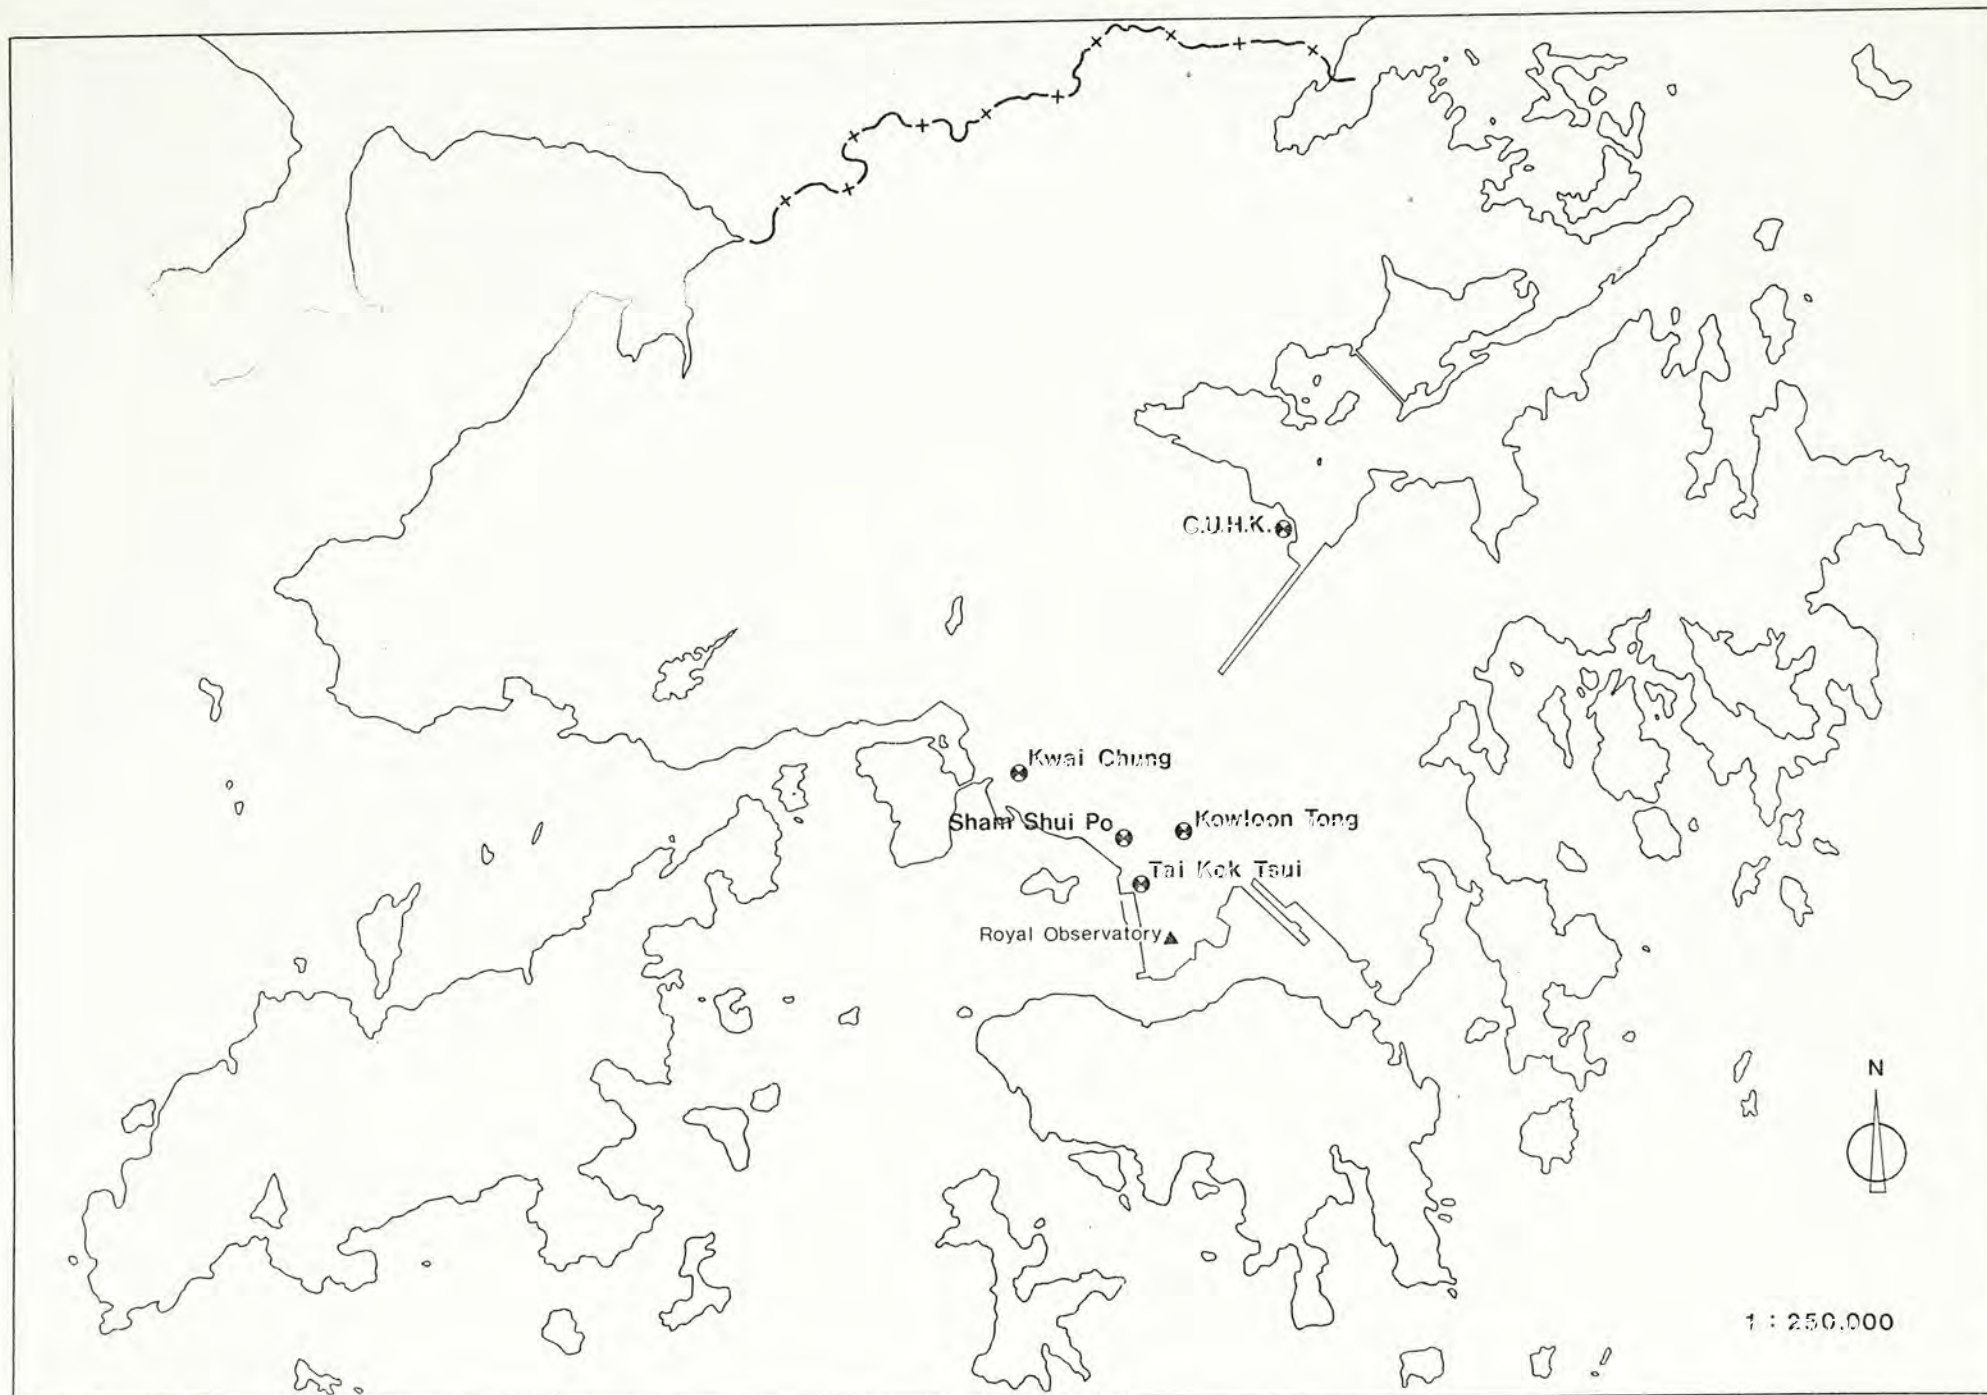 C.U.H.K.
Kwai Chung
Sham Shui Po
Kowloon Tong
Tai Kok Tsui
Royal Observatory
N
1 : 250.000